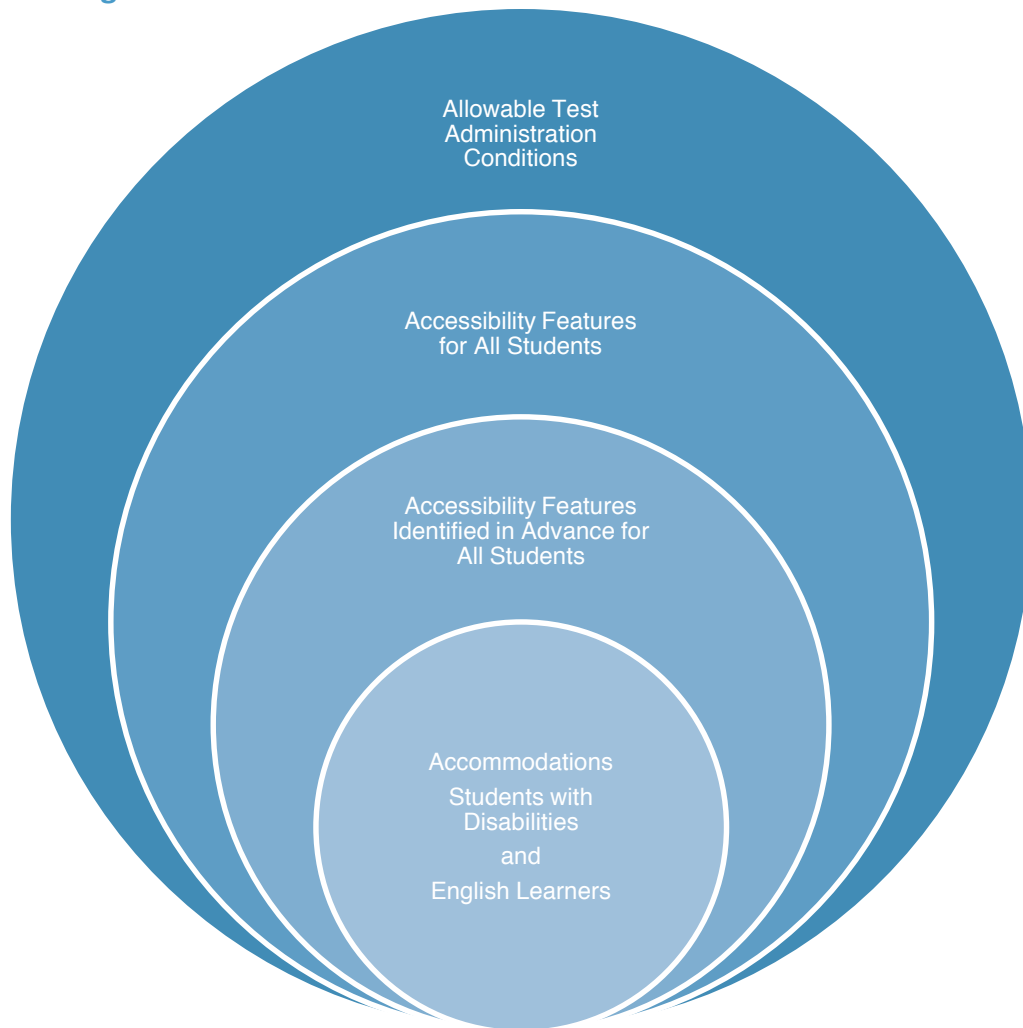 Allowable Test
Administration
Conditions
Accessibility Features
for All Students
Accessibility Features
Identified in Advance for
All Students
Accommodations
Students with
Disabilities
and
English Learners